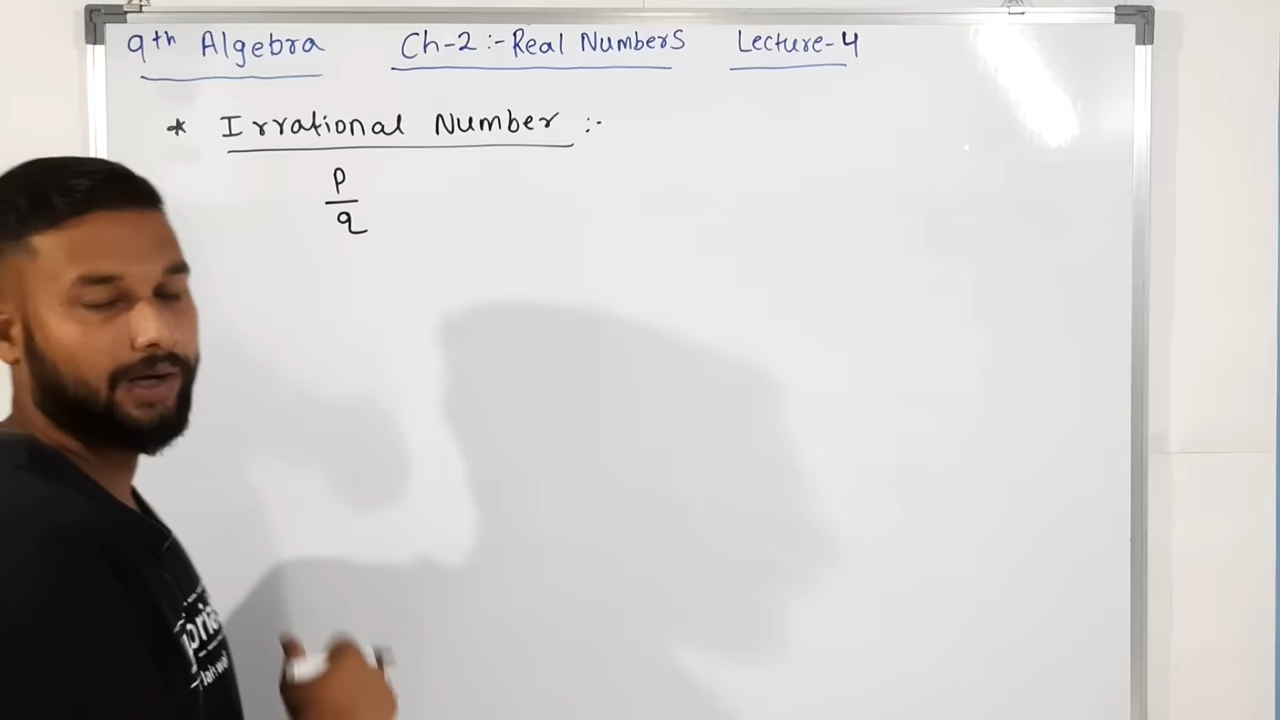 9th Algebra Ch-2 :- Real Numbers Lecture-4
* Irrational Number :-
p
q